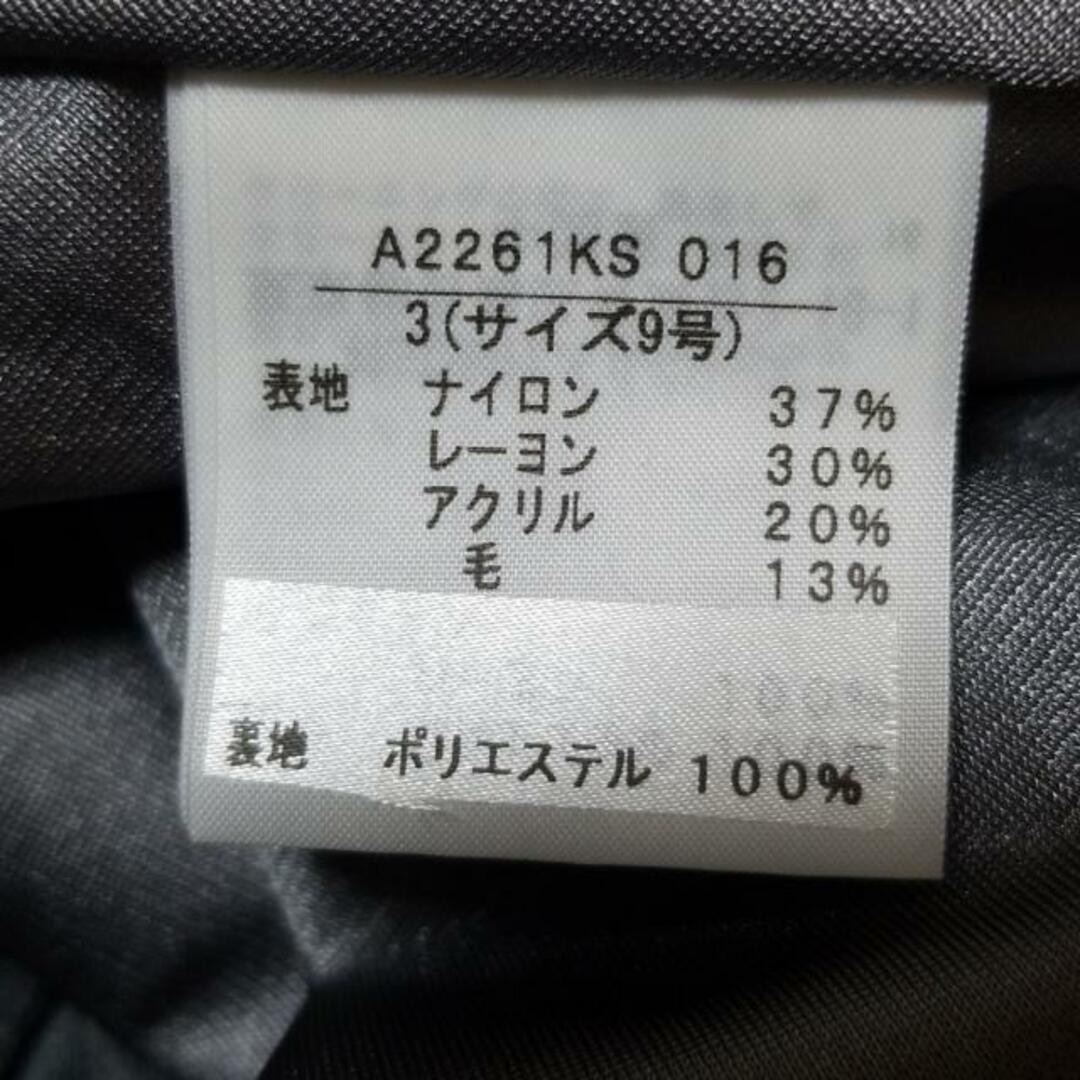 A2261KS 016
3(サイズ9号)
表地 ナイロン 37%
レーヨン 30%
アクリル 20%
毛 13%
裏地 ポリエステル 100%